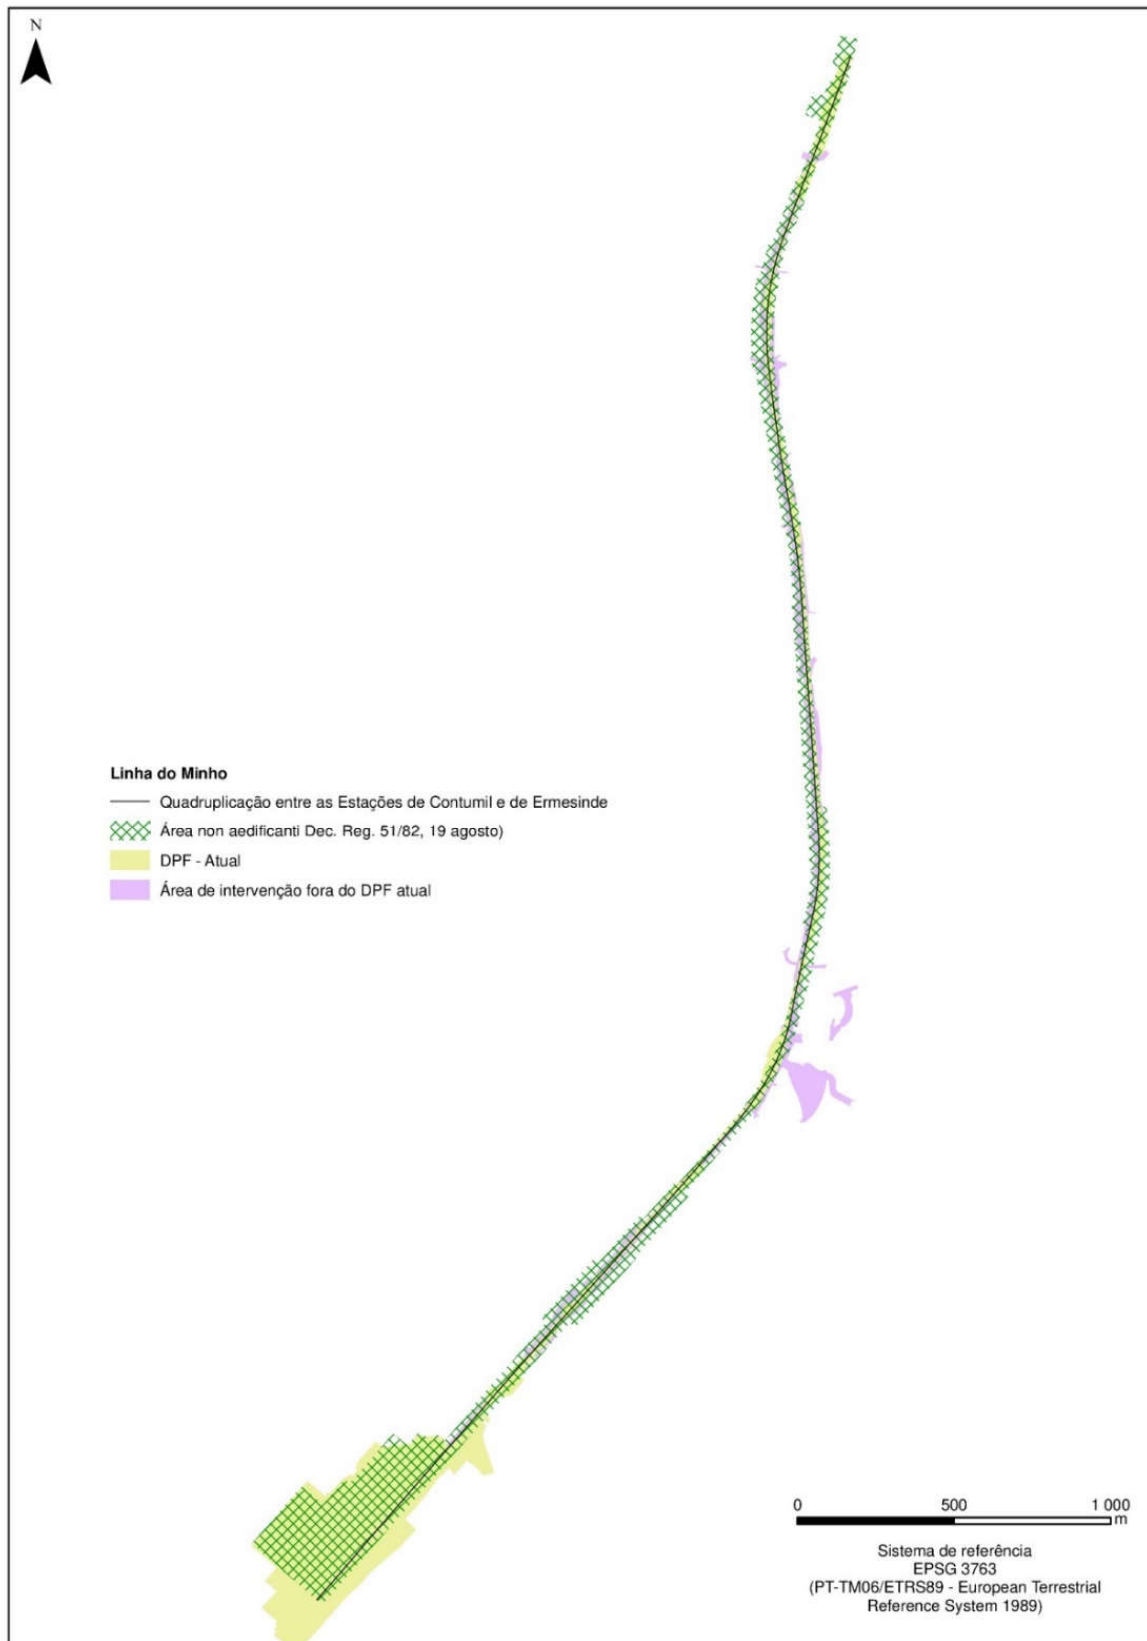 N
Linha do Minho
Quadruplicação entre as Estações de Contumil e de Ermesinde
Área non aedificanti Dec. Reg. 51/82, 19 agosto)
DPF - Atual
Área de intervenção fora do DPF atual
0 500 1 000
m
Sistema de referência
EPSG 3763
(PT-TM06/ETRS89 - European Terrestrial
Reference System 1989)